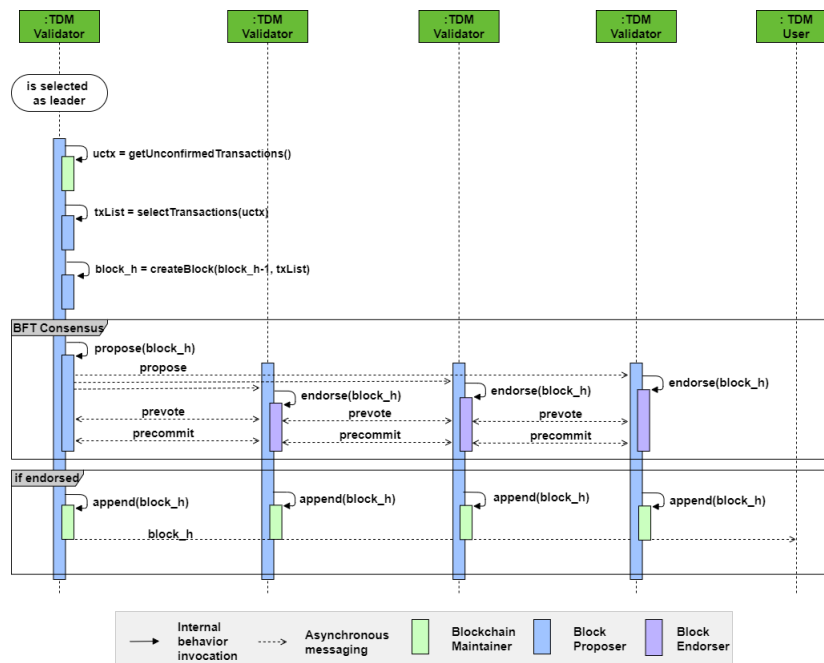 :TDM
Validator
:TDM
Validator
:TDM
Validator
:TDM
Validator
: TDM
User
is selected
as leader
uctx = getUnconfirmedTransactions()
txList = selectTransactions(uctx)
block_h = createBlock(block_h-1, txList)
BFT Consensus
propose(block_h)
propose
endorse(block_h)
endorse(block_h)
endorse(block_h)
prevote
prevote
prevote
precommit
precommit
precommit
if endorsed
append(block_h)
append(block_h)
append(block_h)
append(block_h)
block_h
Internal
behavior
invocation
Asynchronous
messaging
Blockchain
Maintainer
Block
Proposer
Block
Endorser